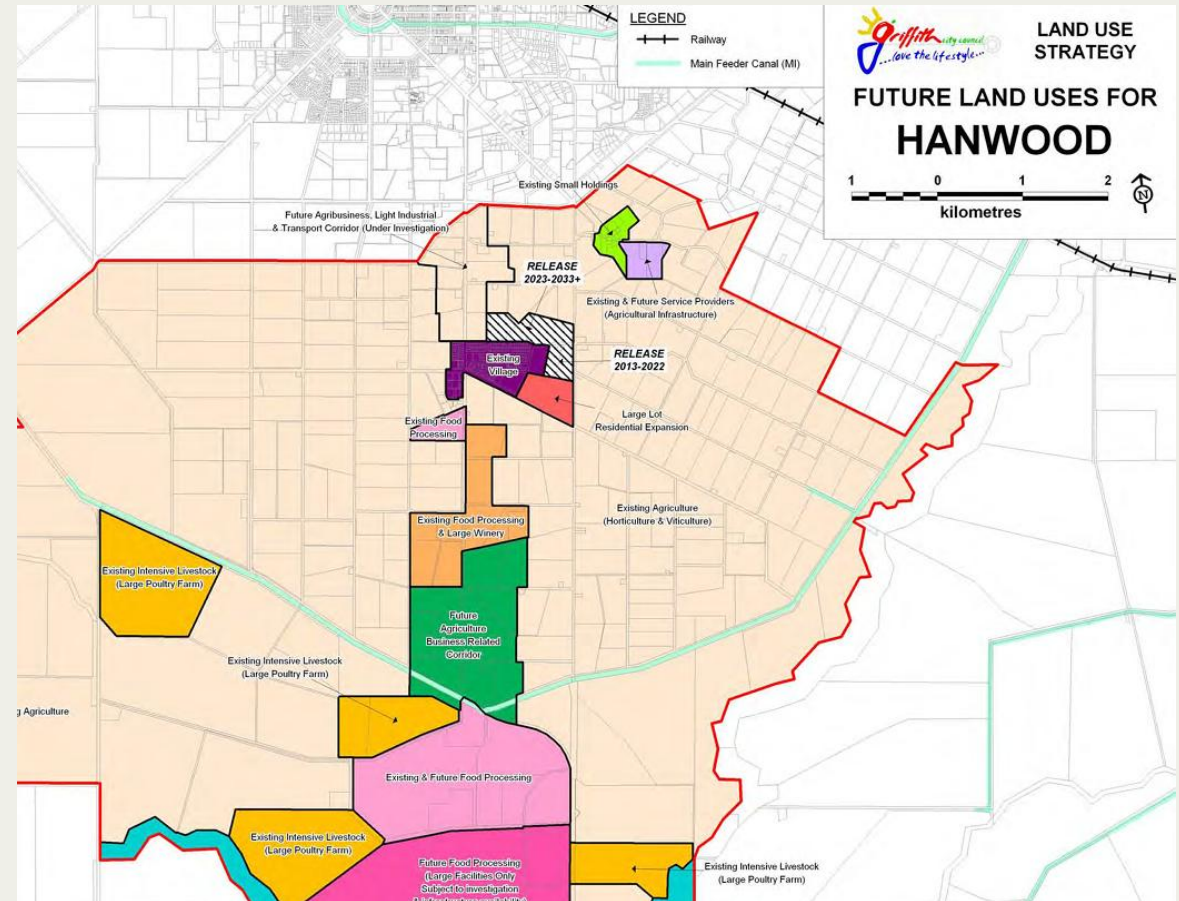 LEGEND
Railway
Main Feeder Canal (MI)
Griffith city council
...love the lifestyle...
LAND USE
STRATEGY
FUTURE LAND USES FOR
HANWOOD
1 0 1 2
kilometres
N
Existing Small Holdings
Future Agribusiness, Light Industrial
& Transport Corridor (Under Investigation)
RELEASE
2023-2033+
Existing & Future Service Providers
(Agricultural Infrastructure)
Existing
Village
RELEASE
2013-2022
Large Lot
Residential Expansion
Existing Food
Processing
Existing Food Processing
& Large Winery
Existing Agriculture
(Horticulture & Viticulture)
Existing Intensive Livestock
(Large Poultry Farm)
Future
Agriculture
Business Related
Corridor
Existing Intensive Livestock
(Large Poultry Farm)
g Agriculture
Existing & Future Food Processing
Existing Intensive Livestock
(Large Poultry Farm)
Future Food Processing
(Large Facilities Only
Subject to investigation
Existing Intensive Livestock
(Large Poultry Farm)